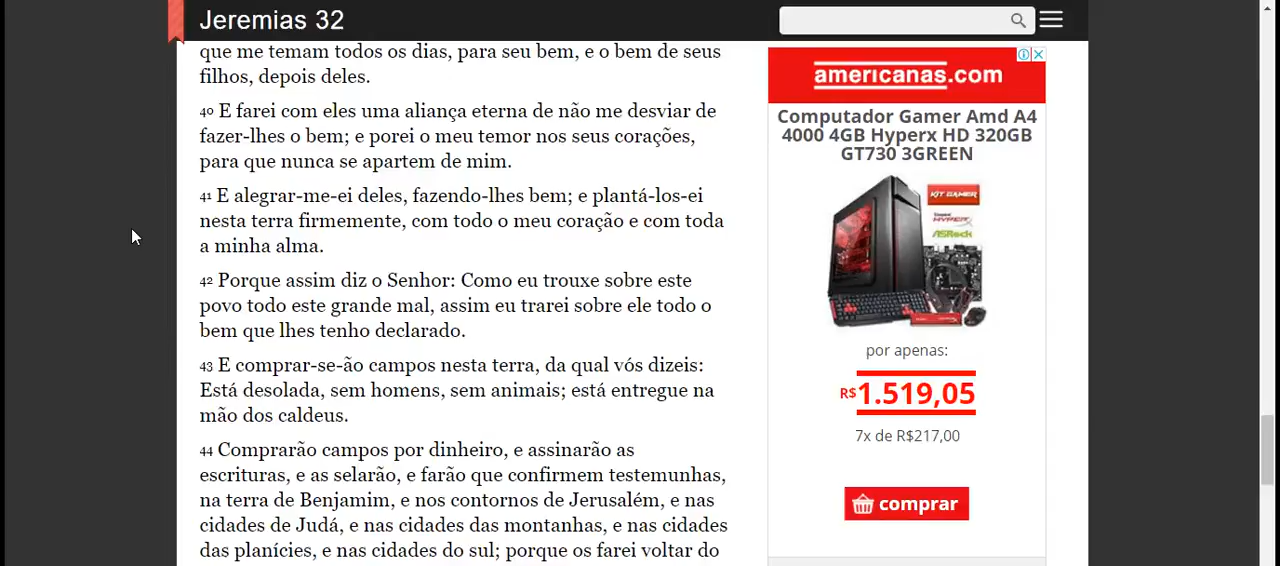 Jeremias 32
que me temam todos os dias, para seu bem, e o bem de seus
filhos, depois deles.
40 E farei com eles uma aliança eterna de não me desviar de
fazer-lhes o bem; e porei o meu temor nos seus corações,
para que nunca se apartem de mim.
41 E alegrar-me-ei deles, fazendo-lhes bem; e plantá-los-ei
nesta terra firmemente, com todo o meu coração e com toda
a minha alma.
42 Porque assim diz o Senhor: Como eu trouxe sobre este
povo todo este grande mal, assim eu trarei sobre ele todo o
bem que lhes tenho declarado.
43 E comprar-se-ão campos nesta terra, da qual vós dizeis:
Está desolada, sem homens, sem animais; está entregue na
mão dos caldeus.
44 Comprarão campos por dinheiro, e assinarão as
escrituras, e as selarão, e farão que confirmem testemunhas,
na terra de Benjamim, e nos contornos de Jerusalém, e nas
cidades de Judá, e nas cidades das montanhas, e nas cidades
das planícies, e nas cidades do sul; porque os farei voltar do
americanas.com
Computador Gamer Amd A4
4000 4GB Hyperx HD 320GB
GT730 3GREEN
KIT GAMER
HYPERX
ASRock
por apenas:
R$1.519,05
7x de R$217,00
comprar